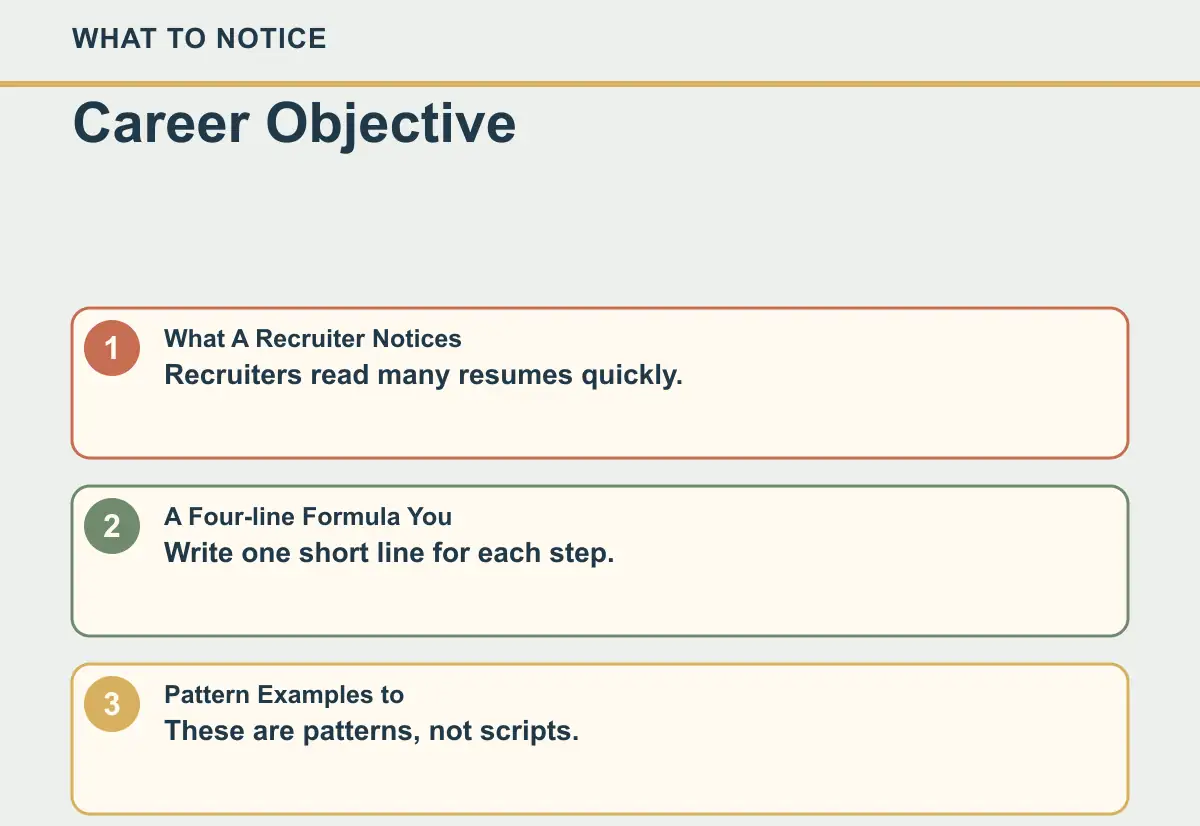 WHAT TO NOTICE
Career Objective
1
What A Recruiter Notices
Recruiters read many resumes quickly.
2
A Four-line Formula You
Write one short line for each step.
3
Pattern Examples to
These are patterns, not scripts.